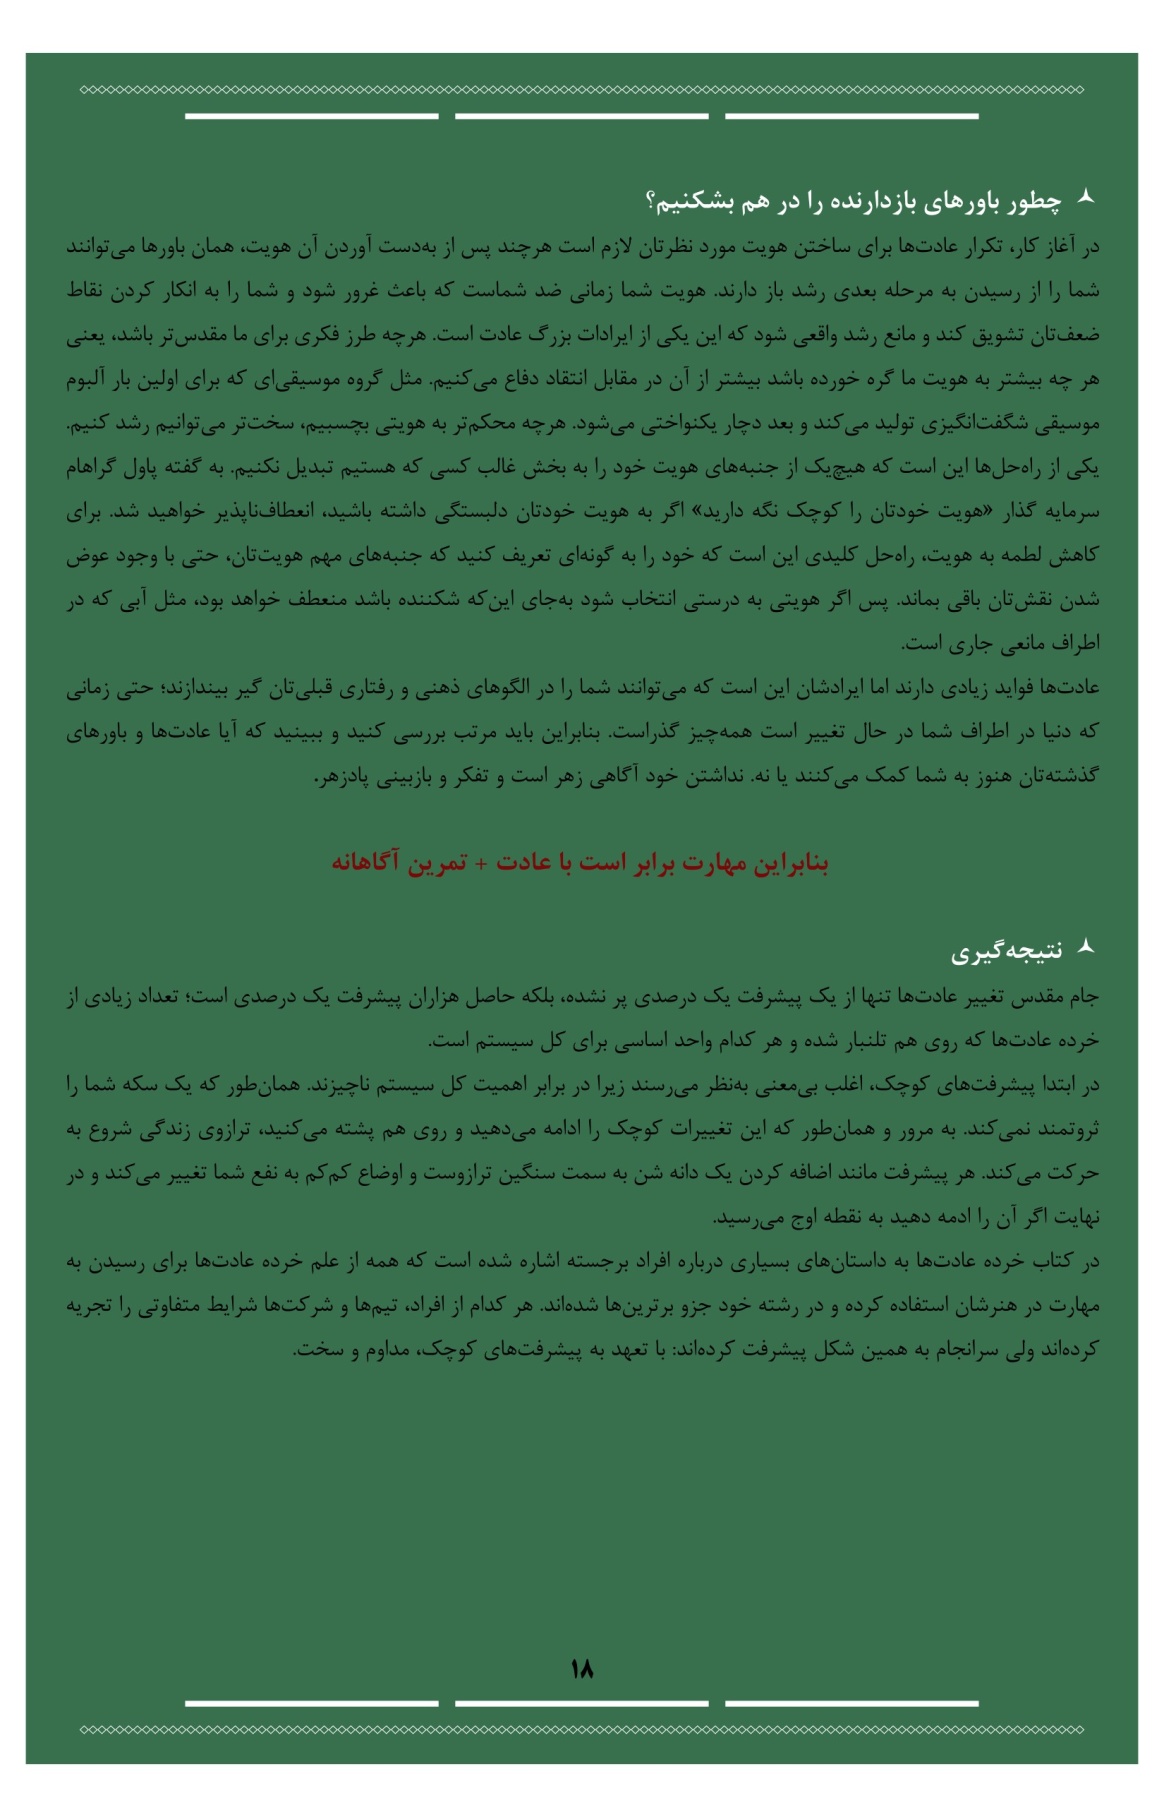 چطور باورهای بازدارنده را در هم بشکنیم؟
در آغاز کار، تکرار عادت‌ها برای ساختن هویت مورد نظرتان لازم است هرچند پس از به‌دست آوردن آن هویت، همان باورها می‌توانند
شما را از رسیدن به مرحله بعدی رشد باز دارند. هویت شما زمانی ضد شماست که باعث غرور شود و شما را به انکار کردن نقاط
ضعف‌تان تشویق کند و مانع رشد واقعی شود که این یکی از ایرادات بزرگ عادت است. هرچه طرز فکری برای ما مقدس‌تر باشد، یعنی
هر چه بیشتر به هویت ما گره خورده باشد بیشتر از آن در مقابل انتقاد دفاع می‌کنیم. مثل گروه موسیقی‌ای که برای اولین بار آلبوم
موسیقی شگفت‌انگیزی تولید می‌کند و بعد دچار یکنواختی می‌شود. هرچه محکم‌تر به هویتی بچسبیم، سخت‌تر می‌توانیم رشد کنیم.
یکی از راه‌حل‌ها این است که هیچ‌یک از جنبه‌های هویت خود را به بخش غالب کسی که هستیم تبدیل نکنیم. به گفته پاول گراهام
سرمایه گذار «هویت خودتان را کوچک نگه دارید» اگر به هویت خودتان دلبستگی داشته باشید، انعطاف‌ناپذیر خواهید شد. برای
کاهش لطمه به هویت، راه‌حل کلیدی این است که خود را به گونه‌ای تعریف کنید که جنبه‌های مهم هویت‌تان، حتی با وجود عوض
شدن نقش‌تان باقی بماند. پس اگر هویتی به درستی انتخاب شود به‌جای این‌که شکننده باشد منعطف خواهد بود، مثل آبی که در
اطراف مانعی جاری است.
عادت‌ها فواید زیادی دارند اما ایرادشان این است که می‌توانند شما را در الگوهای ذهنی و رفتاری قبلی‌تان گیر بیندازند؛ حتی زمانی
که دنیا در اطراف شما در حال تغییر است همه‌چیز گذراست. بنابراین باید مرتب بررسی کنید و ببینید که آیا عادت‌ها و باورهای
گذشته‌تان هنوز به شما کمک می‌کنند یا نه. نداشتن خود آگاهی زهر است و تفکر و بازبینی پادزهر.
بنابراین مهارت برابر است با عادت + تمرین آگاهانه
نتیجه‌گیری
جام مقدس تغییر عادت‌ها تنها از یک پیشرفت یک درصدی پر نشده، بلکه حاصل هزاران پیشرفت یک درصدی است؛ تعداد زیادی از
خرده عادت‌ها که روی هم تلنبار شده و هر کدام واحد اساسی برای کل سیستم است.
در ابتدا پیشرفت‌های کوچک، اغلب بی‌معنی به‌نظر می‌رسند زیرا در برابر اهمیت کل سیستم ناچیزند. همان‌طور که یک سکه شما را
ثروتمند نمی‌کند. به مرور و همان‌طور که این تغییرات کوچک را ادامه می‌دهید و روی هم پشته می‌کنید، ترازوی زندگی شروع به
حرکت می‌کند. هر پیشرفت مانند اضافه کردن یک دانه شن به سمت سنگین ترازوست و اوضاع کم‌کم به نفع شما تغییر می‌کند و در
نهایت اگر آن را ادمه دهید به نقطه اوج می‌رسید.
در کتاب خرده عادت‌ها به داستان‌های بسیاری درباره افراد برجسته اشاره شده است که همه از علم خرده عادت‌ها برای رسیدن به
مهارت در هنرشان استفاده کرده و در رشته خود جزو برترین‌ها شده‌اند. هر کدام از افراد، تیم‌ها و شرکت‌ها شرایط متفاوتی را تجربه
کرده‌اند ولی سرانجام به همین شکل پیشرفت کرده‌اند: با تعهد به پیشرفت‌های کوچک، مداوم و سخت.
۱۸